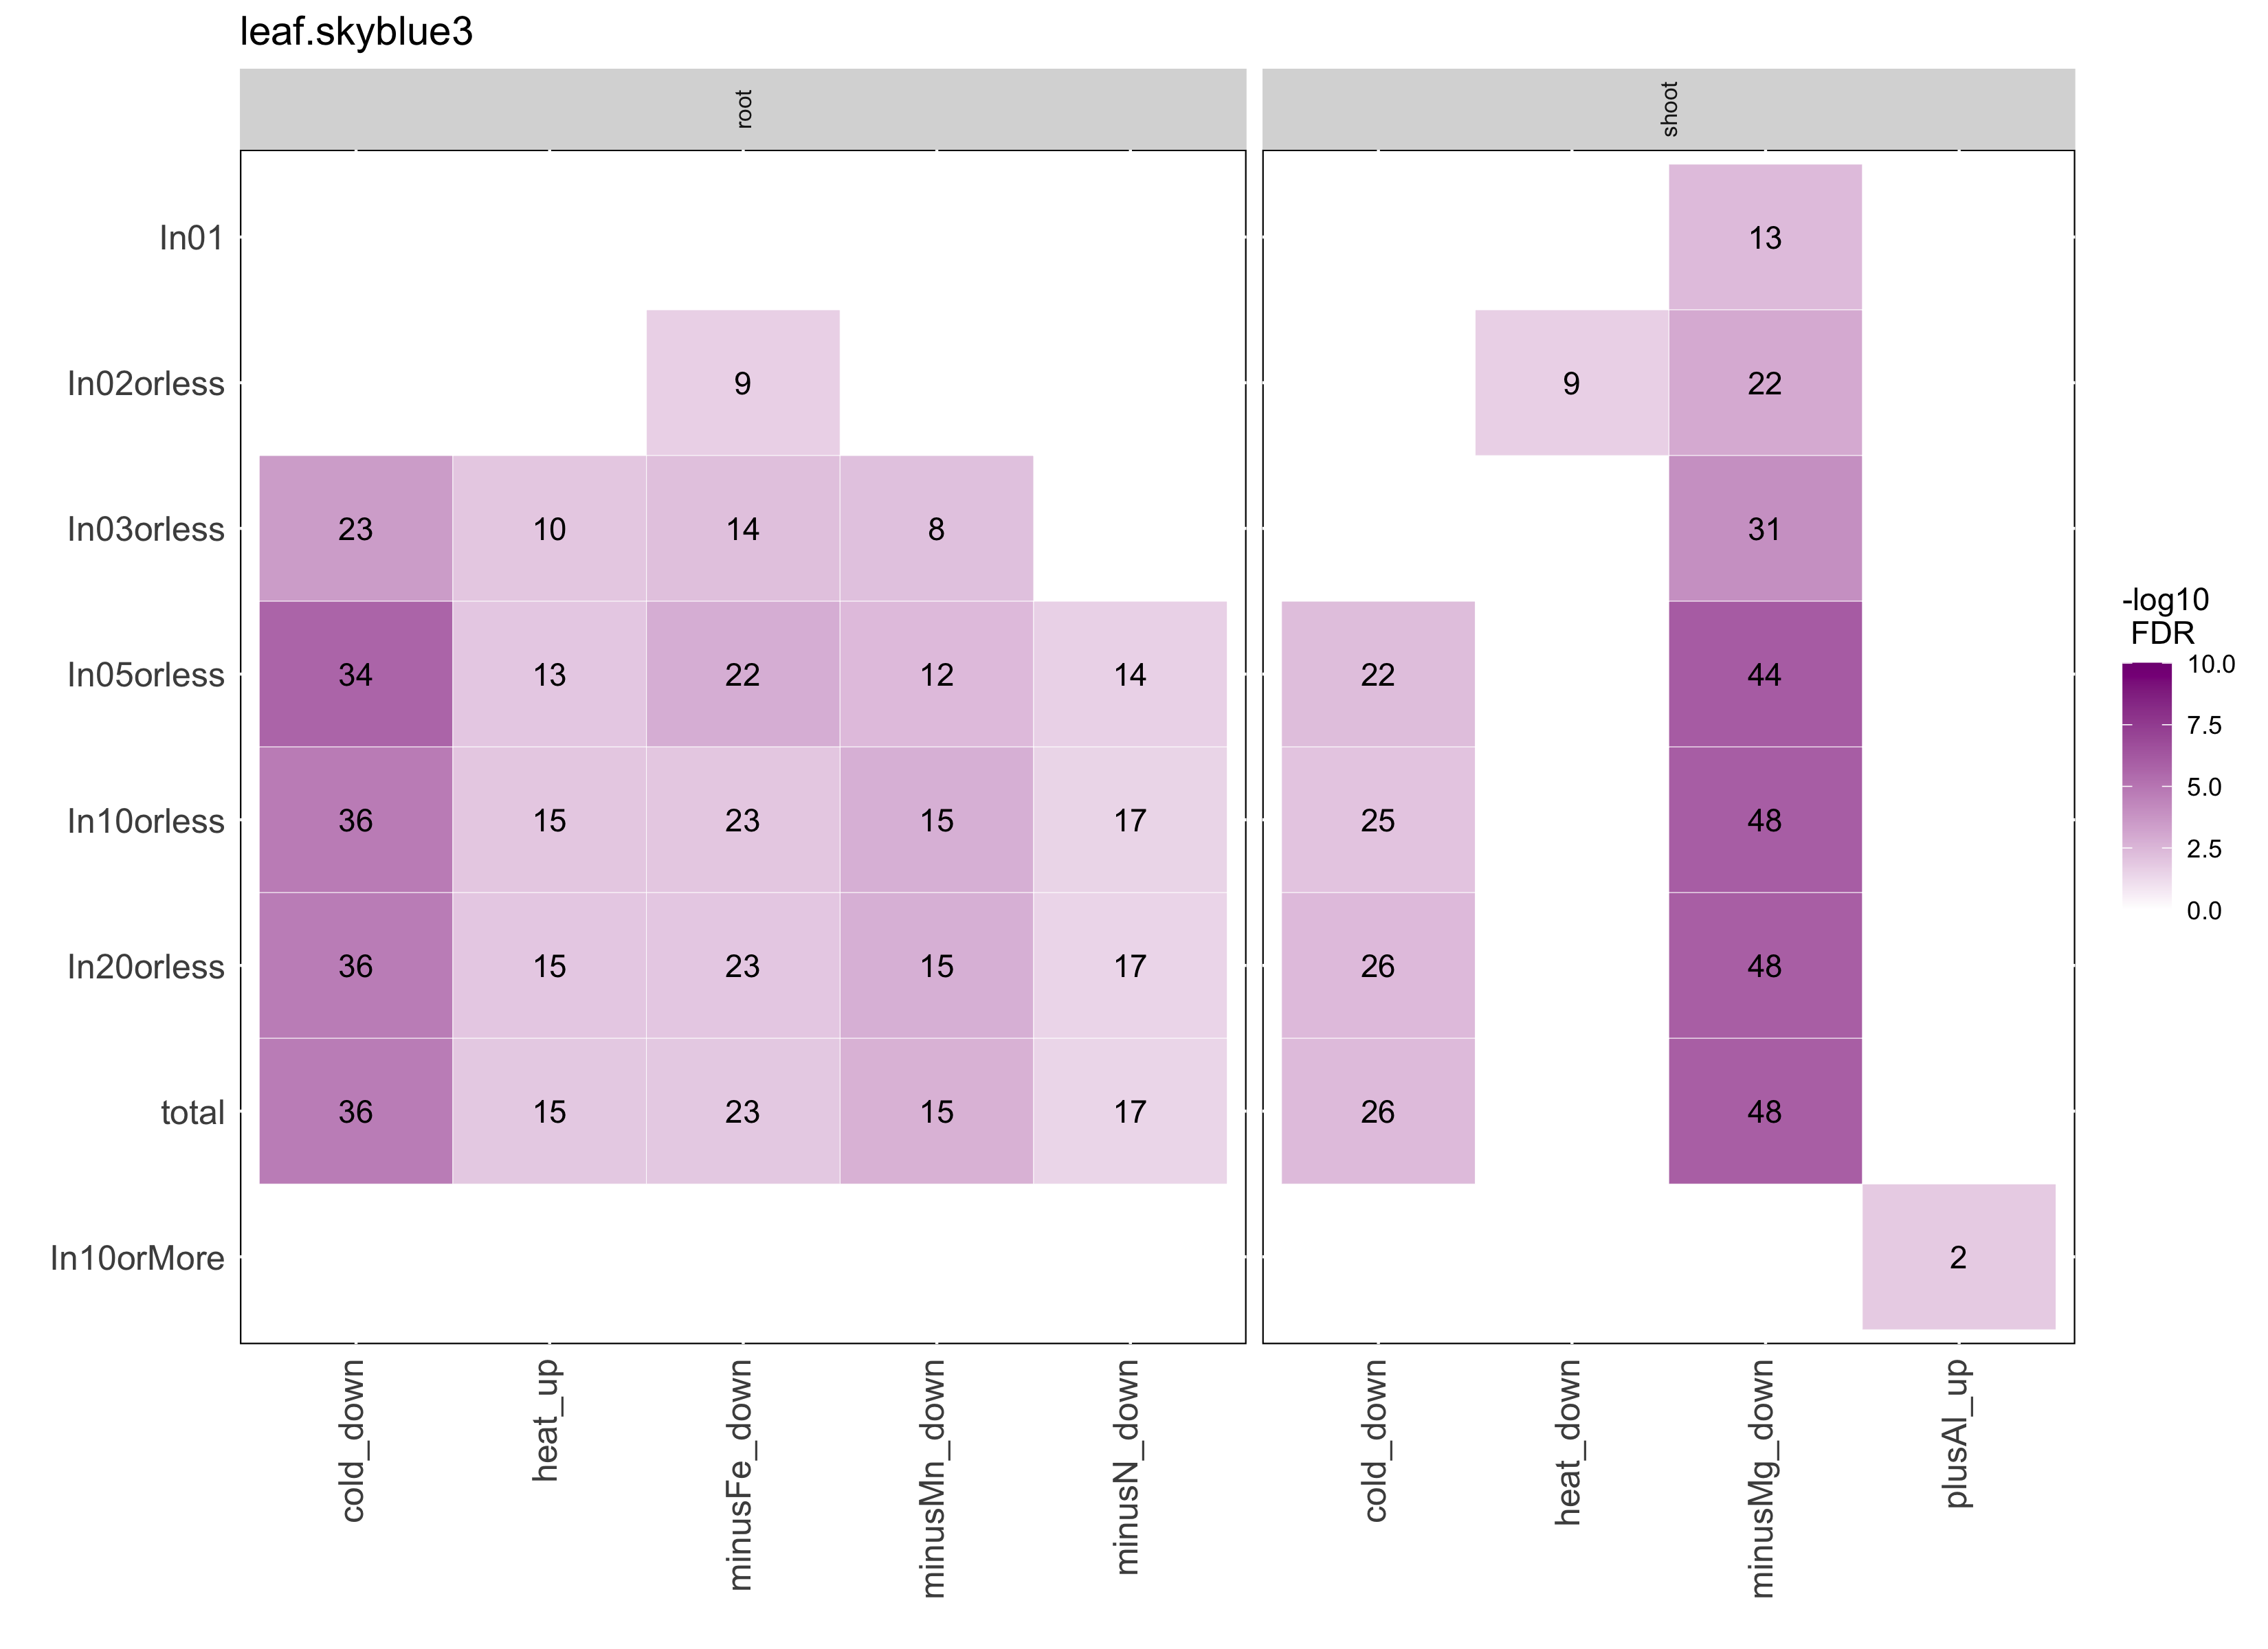 leaf.skyblue3
root
shoot
In01
13
In02orless
9
9
22
In03orless
23
10
14
8
31
In05orless
34
13
22
12
14
22
44
In10orless
36
15
23
15
17
25
48
In20orless
36
15
23
15
17
26
48
total
36
15
23
15
17
26
48
In10orMore
2
cold_down
heat_up
minusFe_down
minusMn_down
minusN_down
cold_down
heat_down
minusMg_down
plusAl_up
-log10
FDR
10.0
7.5
5.0
2.5
0.0